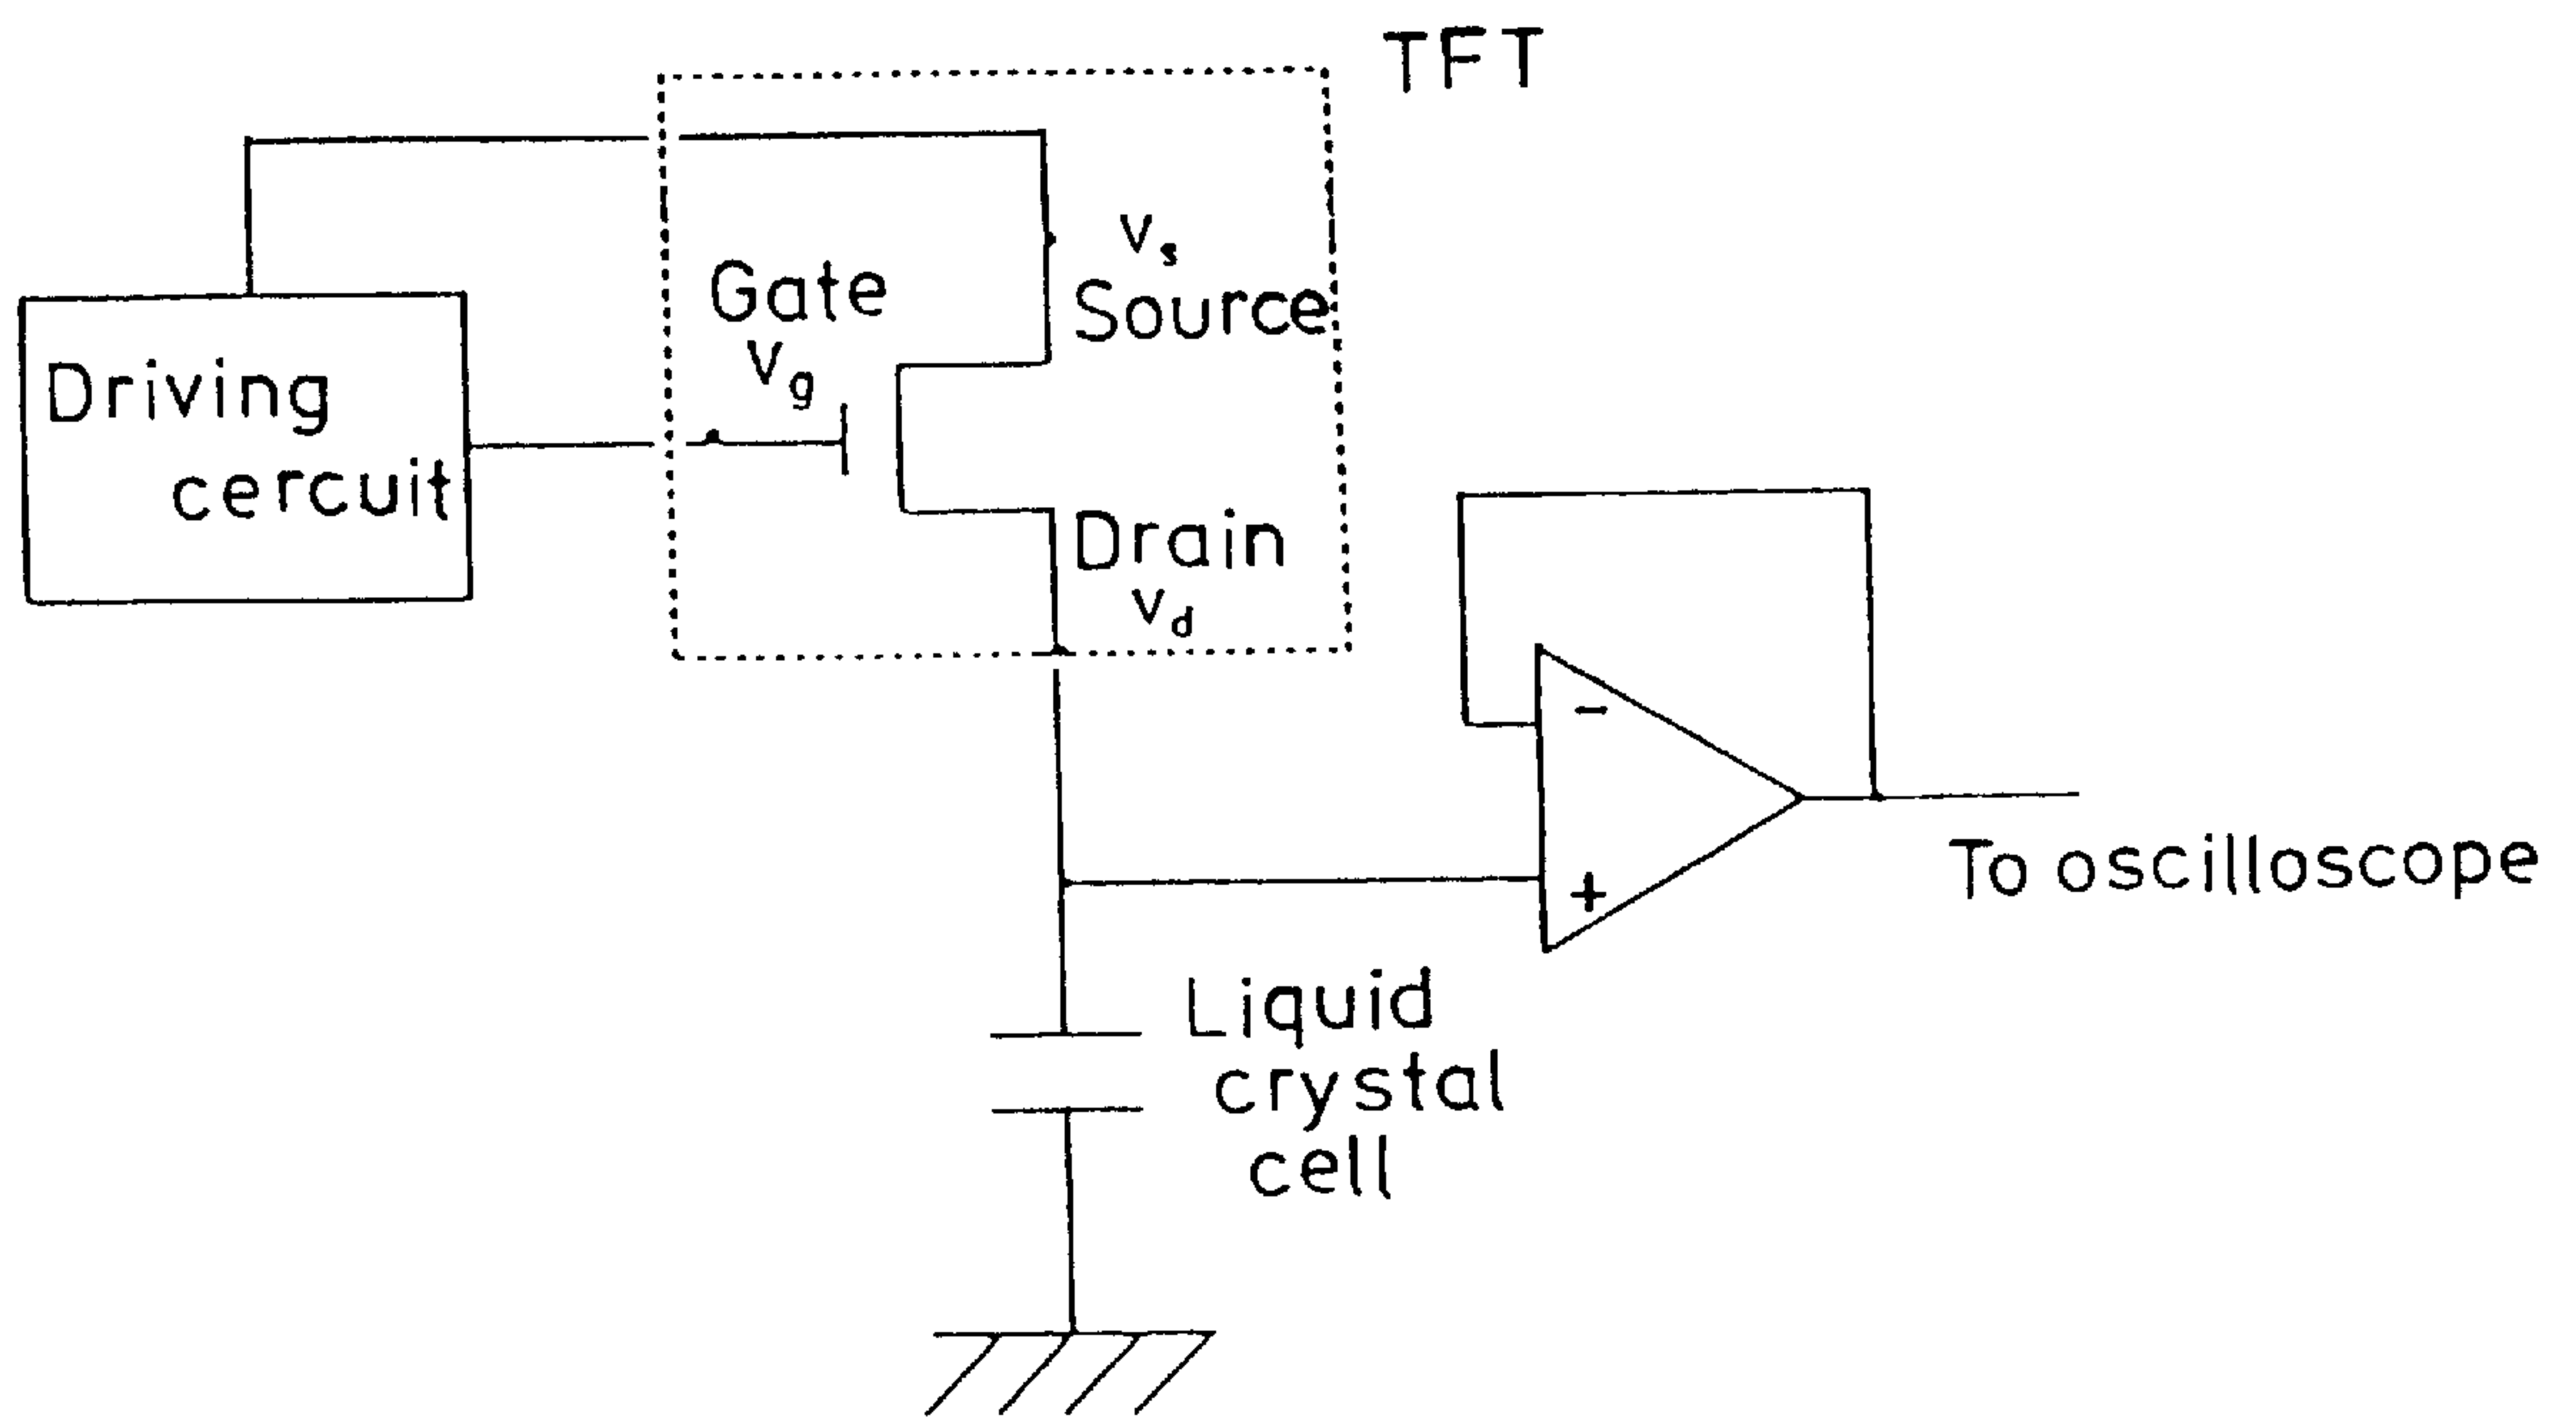 TFT
Gate
Vg
Vs
Source
Driving
cercuit
Drain
Vd
-
+
To oscilloscope
Liquid
crystal
cell